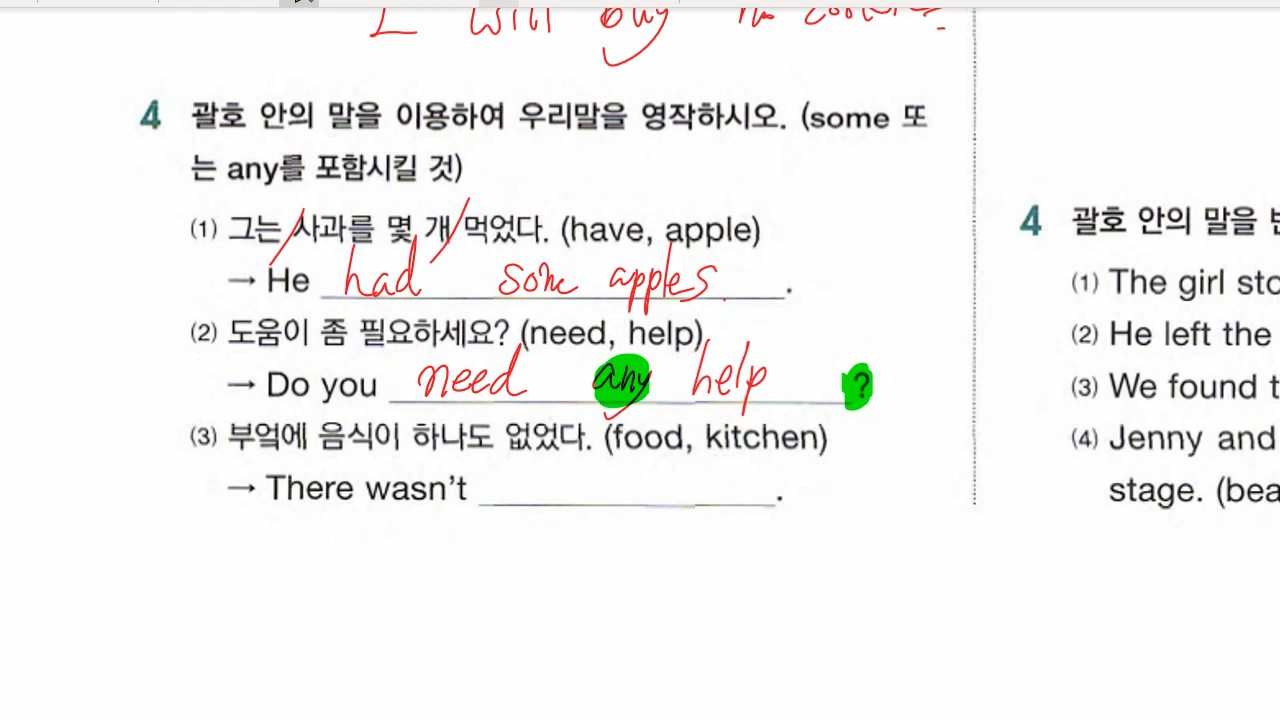 I will buy
4 괄호 안의 말을 이용하여 우리말을 영작하시오. (some 또
는 any를 포함시킬 것)
(1) 그는 사과를 몇 개 먹었다. (have, apple)
→ He had some apples.
(2) 도움이 좀 필요하세요? (need, help)
→ Do you need any help ?
(3) 부엌에 음식이 하나도 없었다. (food, kitchen)
→ There wasn't .
4 괄호 안의 말을
(1) The girl sto
(2) He left the
(3) We found t
(4) Jenny and
stage. (bea